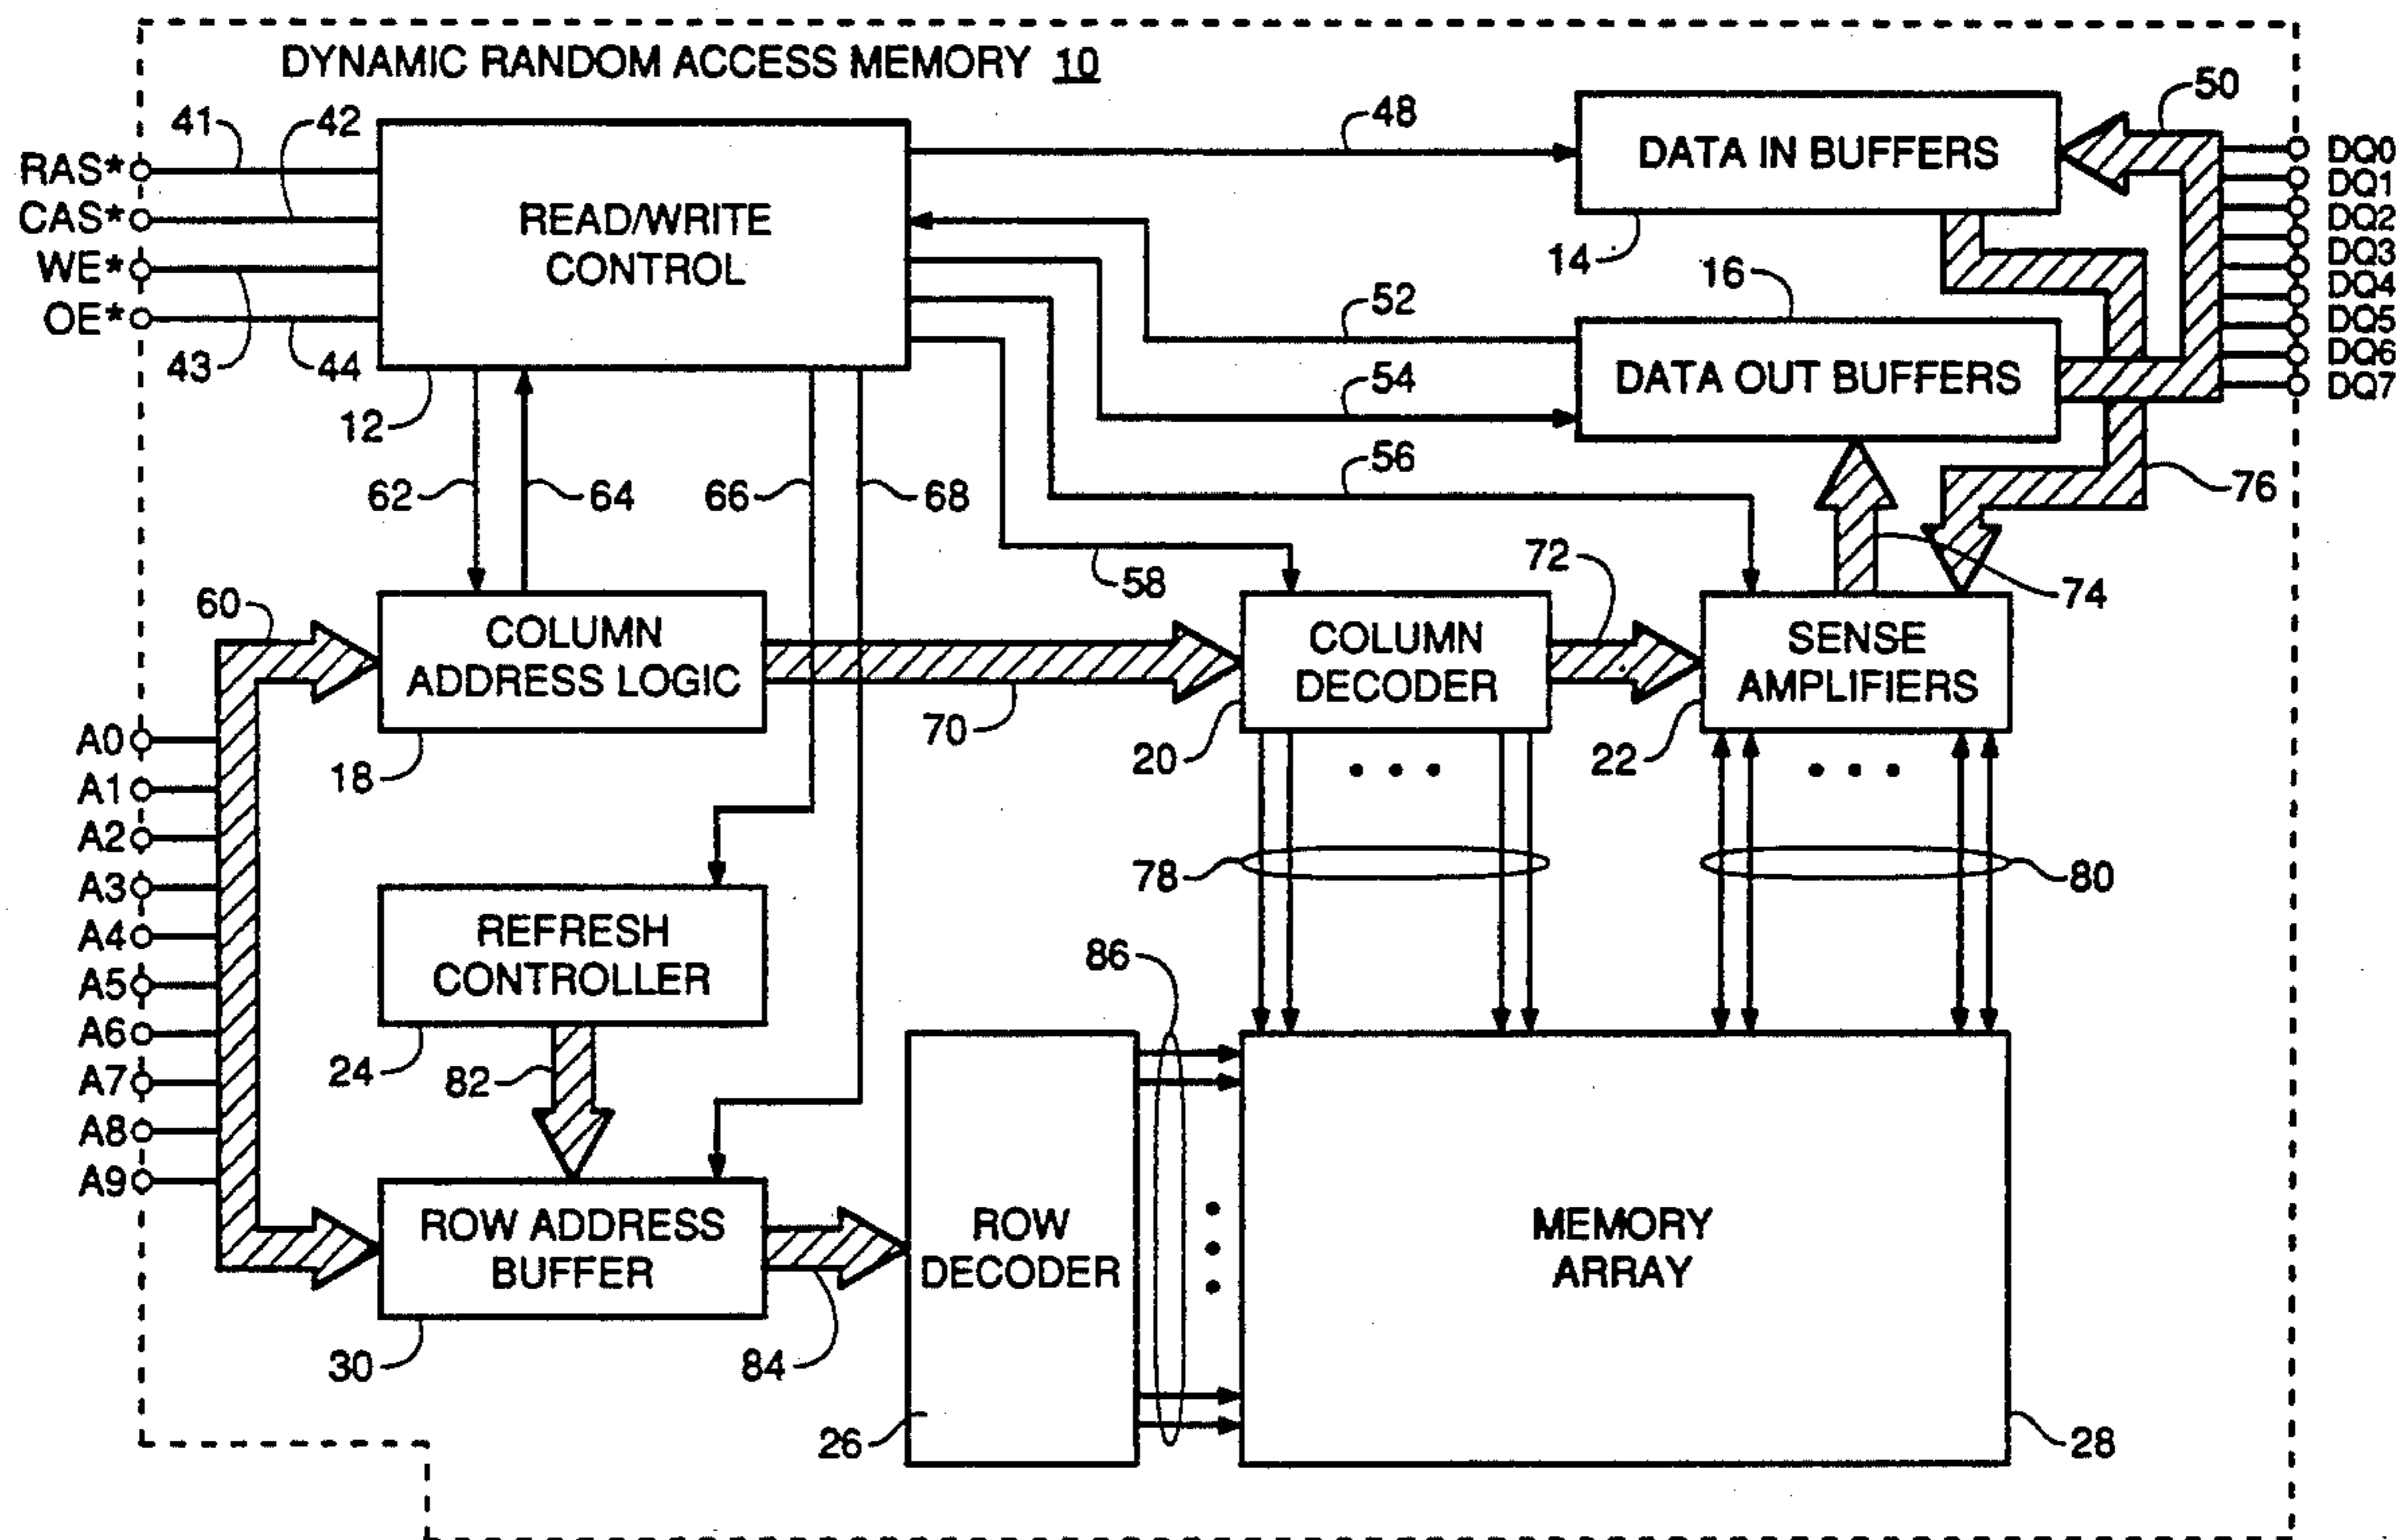 DYNAMIC RANDOM ACCESS MEMORY 10
41
42
RAS*
CAS*
WE*
OE*
43
44
READ/WRITE
CONTROL
12
48
DATA IN BUFFERS
14
50
DQ0
DQ1
DQ2
DQ3
DQ4
DQ5
DQ6
DQ7
16
52
DATA OUT BUFFERS
54
56
76
62
64
66
68
58
72
74
60
COLUMN
ADDRESS LOGIC
18
70
COLUMN
DECODER
20
SENSE
AMPLIFIERS
22
A0
A1
A2
A3
A4
A5
A6
A7
A8
A9
78
80
REFRESH
CONTROLLER
24
82
86
ROW ADDRESS
BUFFER
30
84
ROW
DECODER
26
MEMORY
ARRAY
28